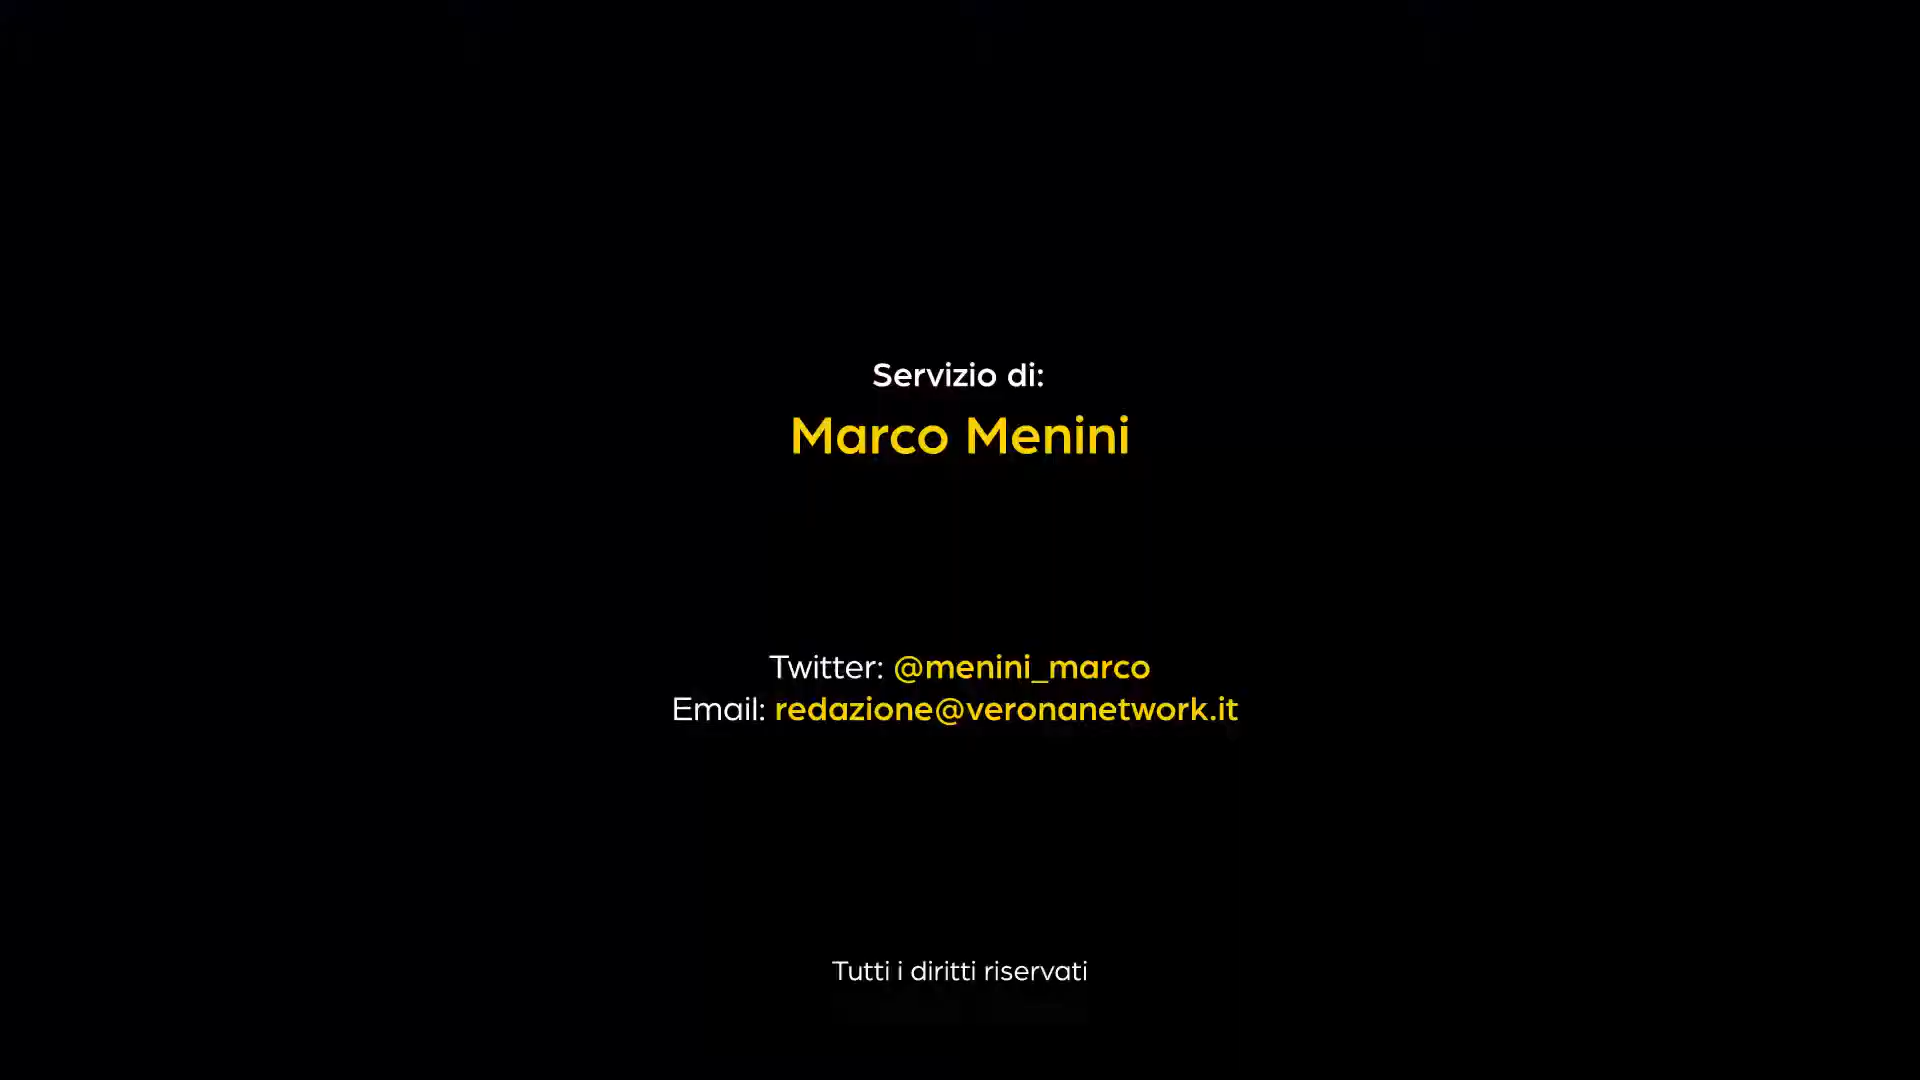 Servizio di:
Marco Menini
Twitter: @menini_marco
Email: redazione@veronanetwork.it
Tutti i diritti riservati